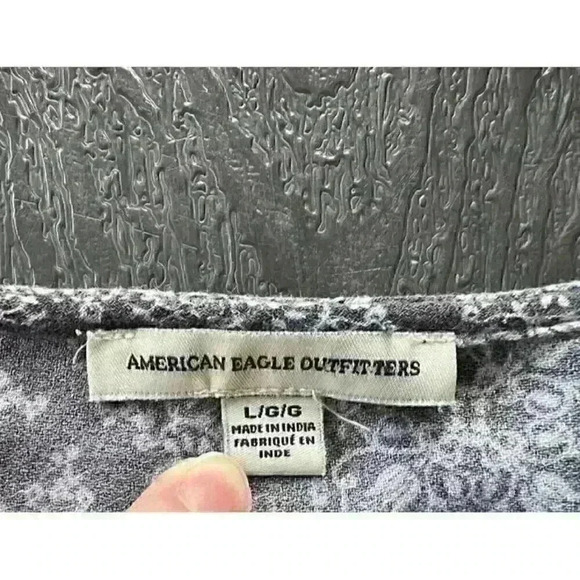 AMERICAN EAGLE OUTFITTERS
L/G/G
MADE IN INDIA
FABRIQUÉ EN
INDE